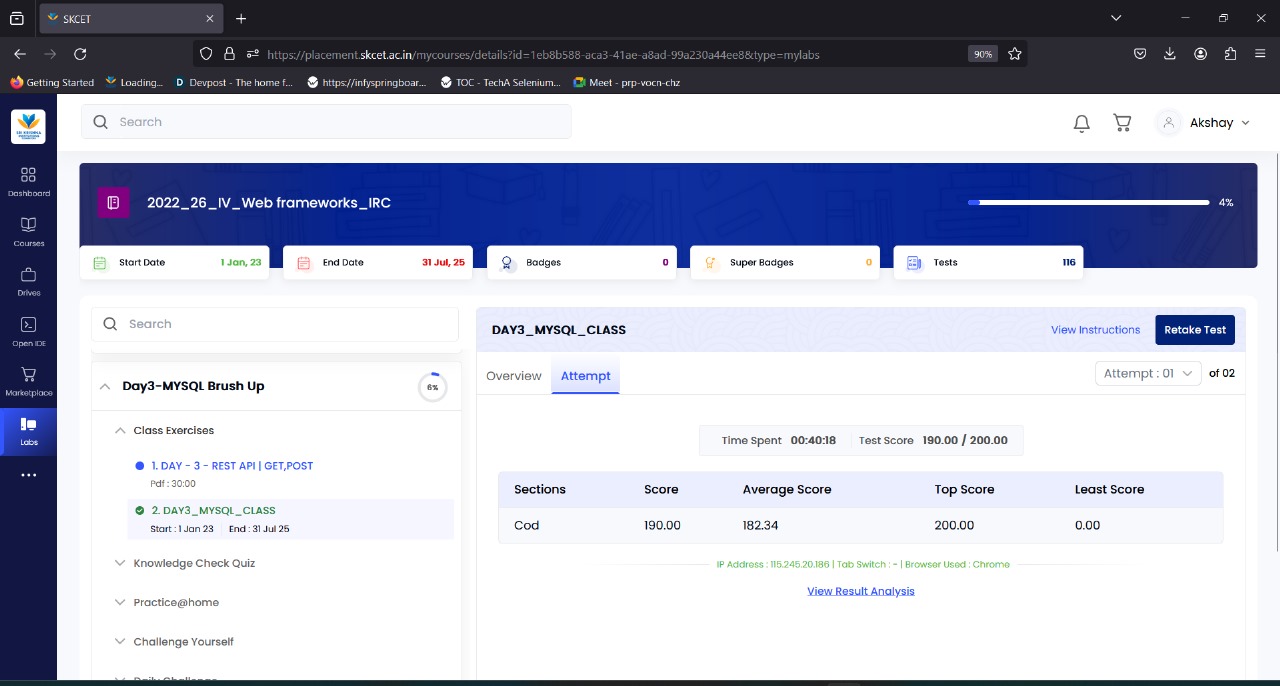 SKCET
https://placement.skcet.ac.in/mycourses/details?id=1eb8b588-aca3-41ae-a8ad-99a230a44ee8&type=mylabs
90%
Getting Started
Loading...
Devpost - The home f...
https://infyspringboar...
TOC - TechA Selenium...
Meet - prp-vocn-chz
SRI KRISHNA
Search
Akshay
Dashboard
Courses
Drives
Open IDE
Marketplace
Labs
2022_26_IV_Web frameworks_IRC
4%
Start Date 1 Jan, 23
End Date 31 Jul, 25
Badges 0
Super Badges 0
Tests 116
Search
Day3-MYSQL Brush Up
6%
Class Exercises
1. DAY - 3 - REST API | GET,POST
Pdf : 30:00
2. DAY3_MYSQL_CLASS
Start : 1 Jan 23 End : 31 Jul 25
Knowledge Check Quiz
Practice@home
Challenge Yourself
Daily Challenge
DAY3_MYSQL_CLASS
View Instructions
Retake Test
Overview
Attempt
Attempt : 01
of 02
Time Spent 00:40:18 Test Score 190.00 / 200.00
Sections Score Average Score Top Score Least Score
Cod 190.00 182.34 200.00 0.00
IP Address : 115.245.20.186 | Tab Switch : - | Browser Used : Chrome
View Result Analysis